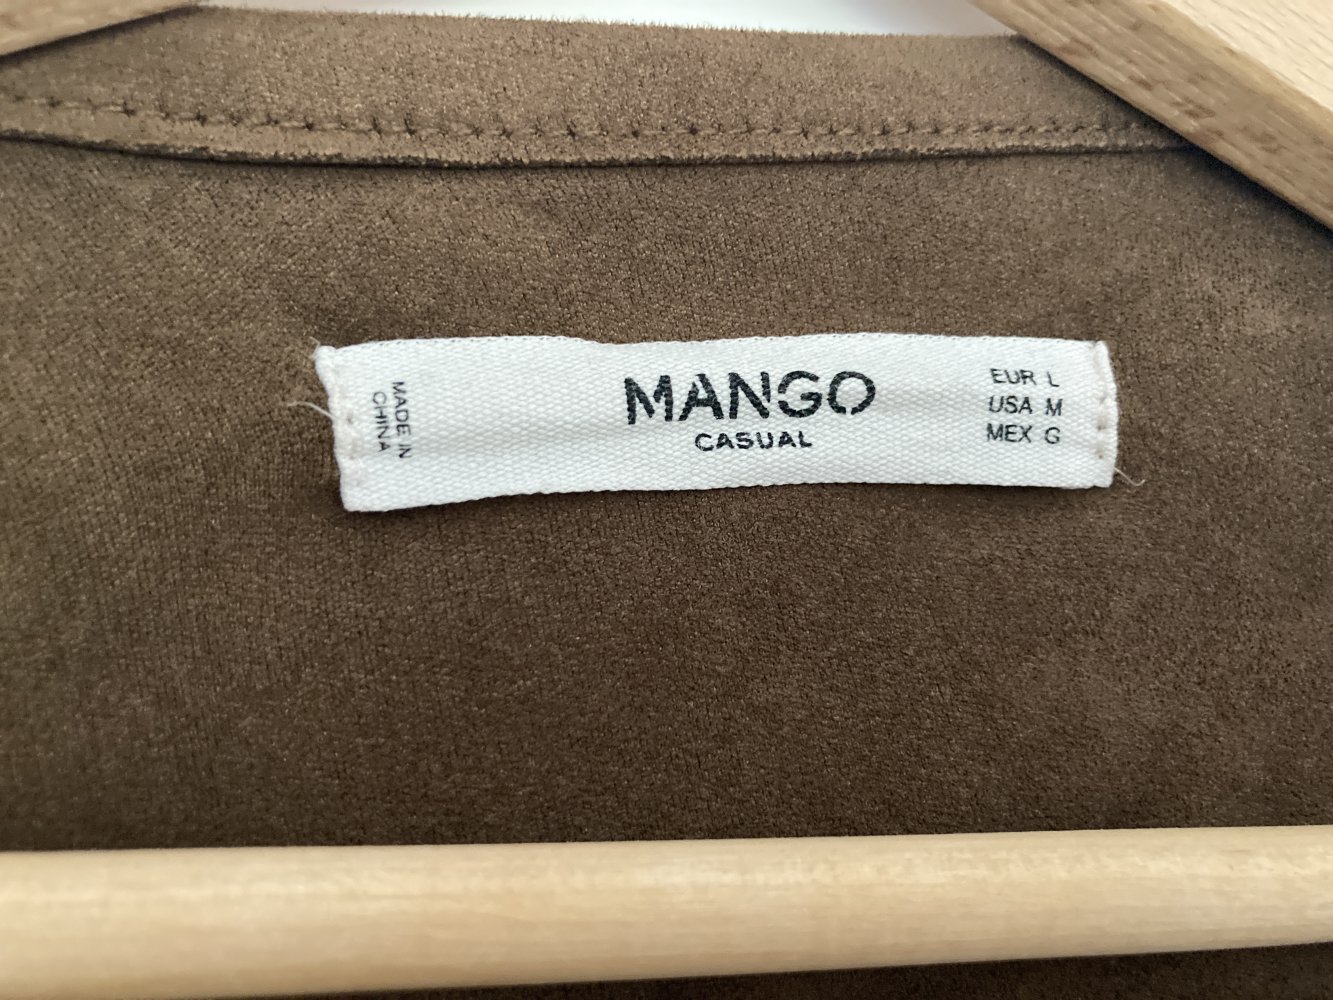 MADE IN
CHINA
MANGO
CASUAL
EUR L
USA M
MEX G